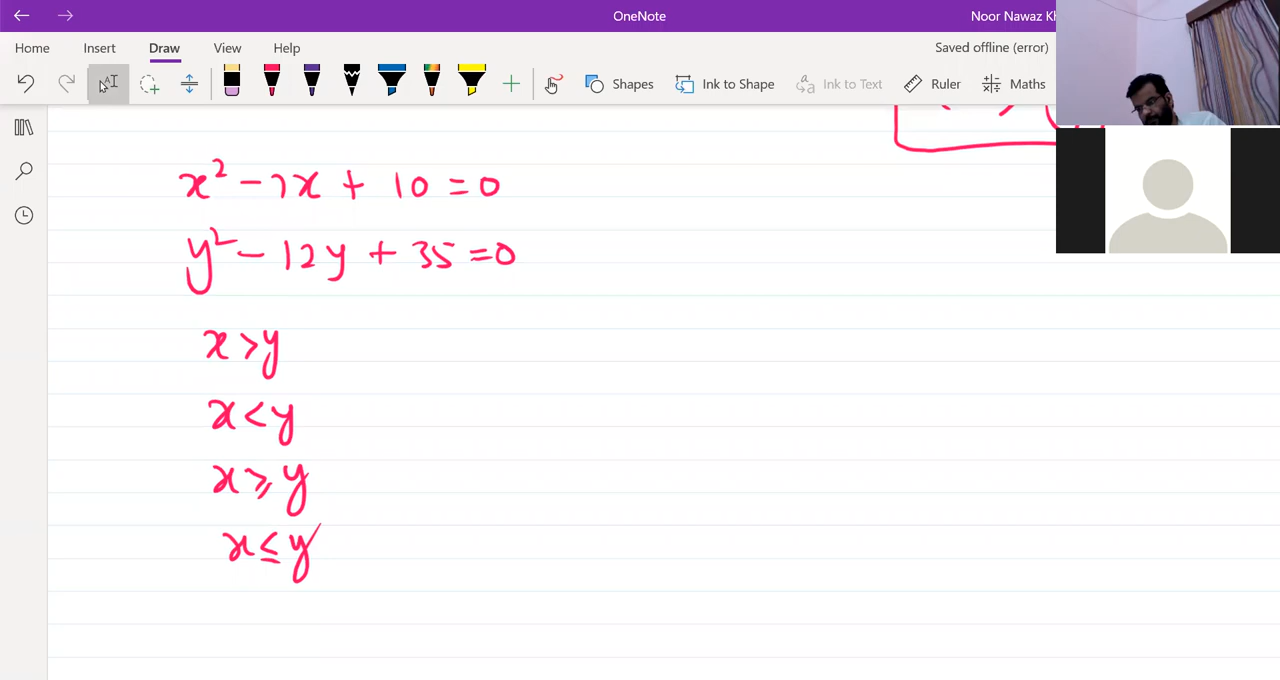 OneNote
Noor Nawaz Kh
Home Insert Draw View Help
Saved offline (error)
Shapes Ink to Shape Ink to Text Ruler Maths
x² - 7x + 10 = 0
y² - 12y + 35 = 0
x > y
x < y
x ≥ y
x ≤ y